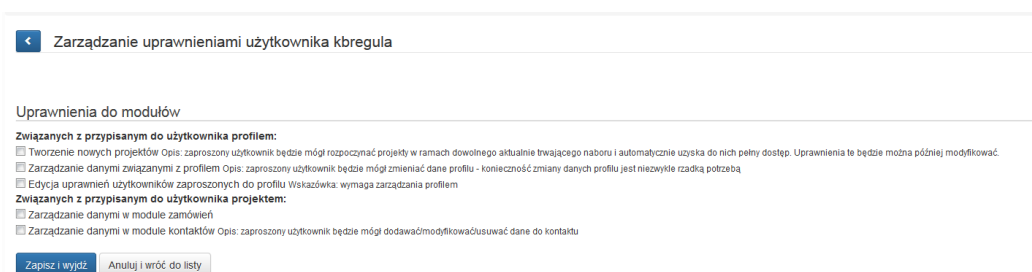 Zarządzanie uprawnieniami użytkownika kbregula
Uprawnienia do modułów
Związanych z przypisanym do użytkownika profilem:
Tworzenie nowych projektów Opis: zaproszony użytkownik będzie mógł rozpoczynać projekty w ramach dowolnego aktualnie trwającego naboru i automatycznie uzyska do nich pełny dostęp. Uprawnienia te będzie można później modyfikować.
Zarządzanie danymi związanymi z profilem Opis: zaproszony użytkownik będzie mógł zmieniać dane profilu - konieczność zmiany danych profilu jest niezwykle rzadką potrzebą
Edycja uprawnień użytkowników zaproszonych do profilu Wskazówka: wymaga zarządzania profilem
Związanych z przypisanym do użytkownika projektem:
Zarządzanie danymi w module zamówień
Zarządzanie danymi w module kontaktów Opis: zaproszony użytkownik będzie mógł dodawać/modyfikować/usuwać dane do kontaktu
Zapisz i wyjdź Anuluj i wróć do listy